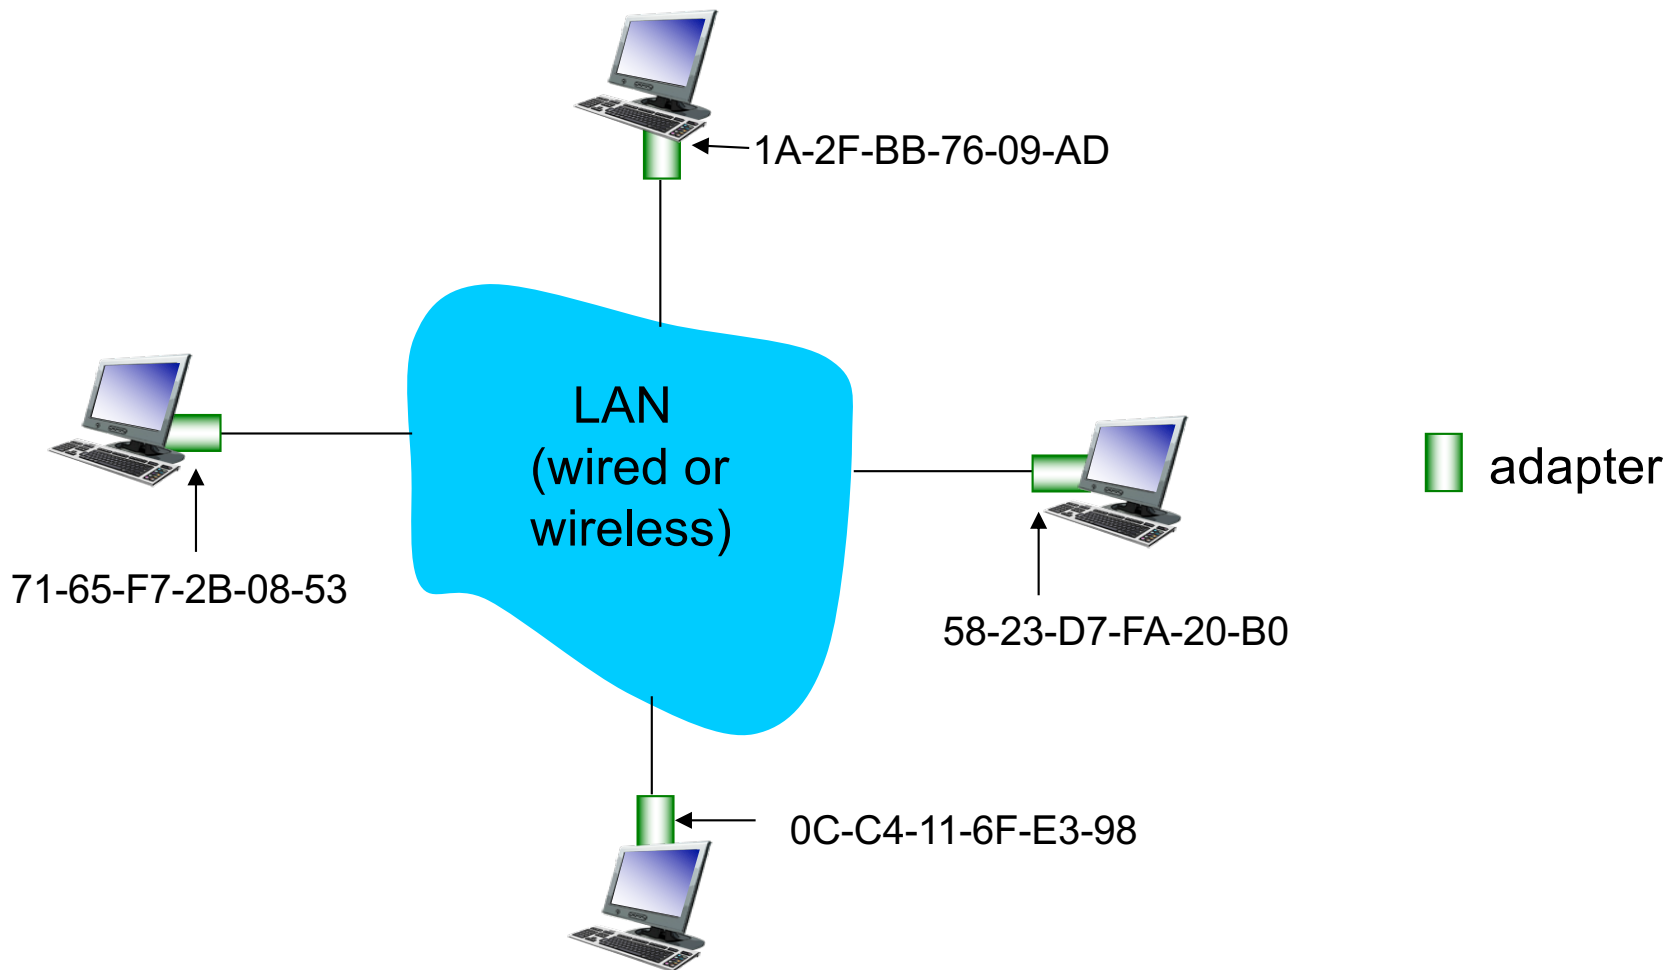 1A-2F-BB-76-09-AD
LAN
(wired or
wireless)
adapter
71-65-F7-2B-08-53
58-23-D7-FA-20-B0
0C-C4-11-6F-E3-98